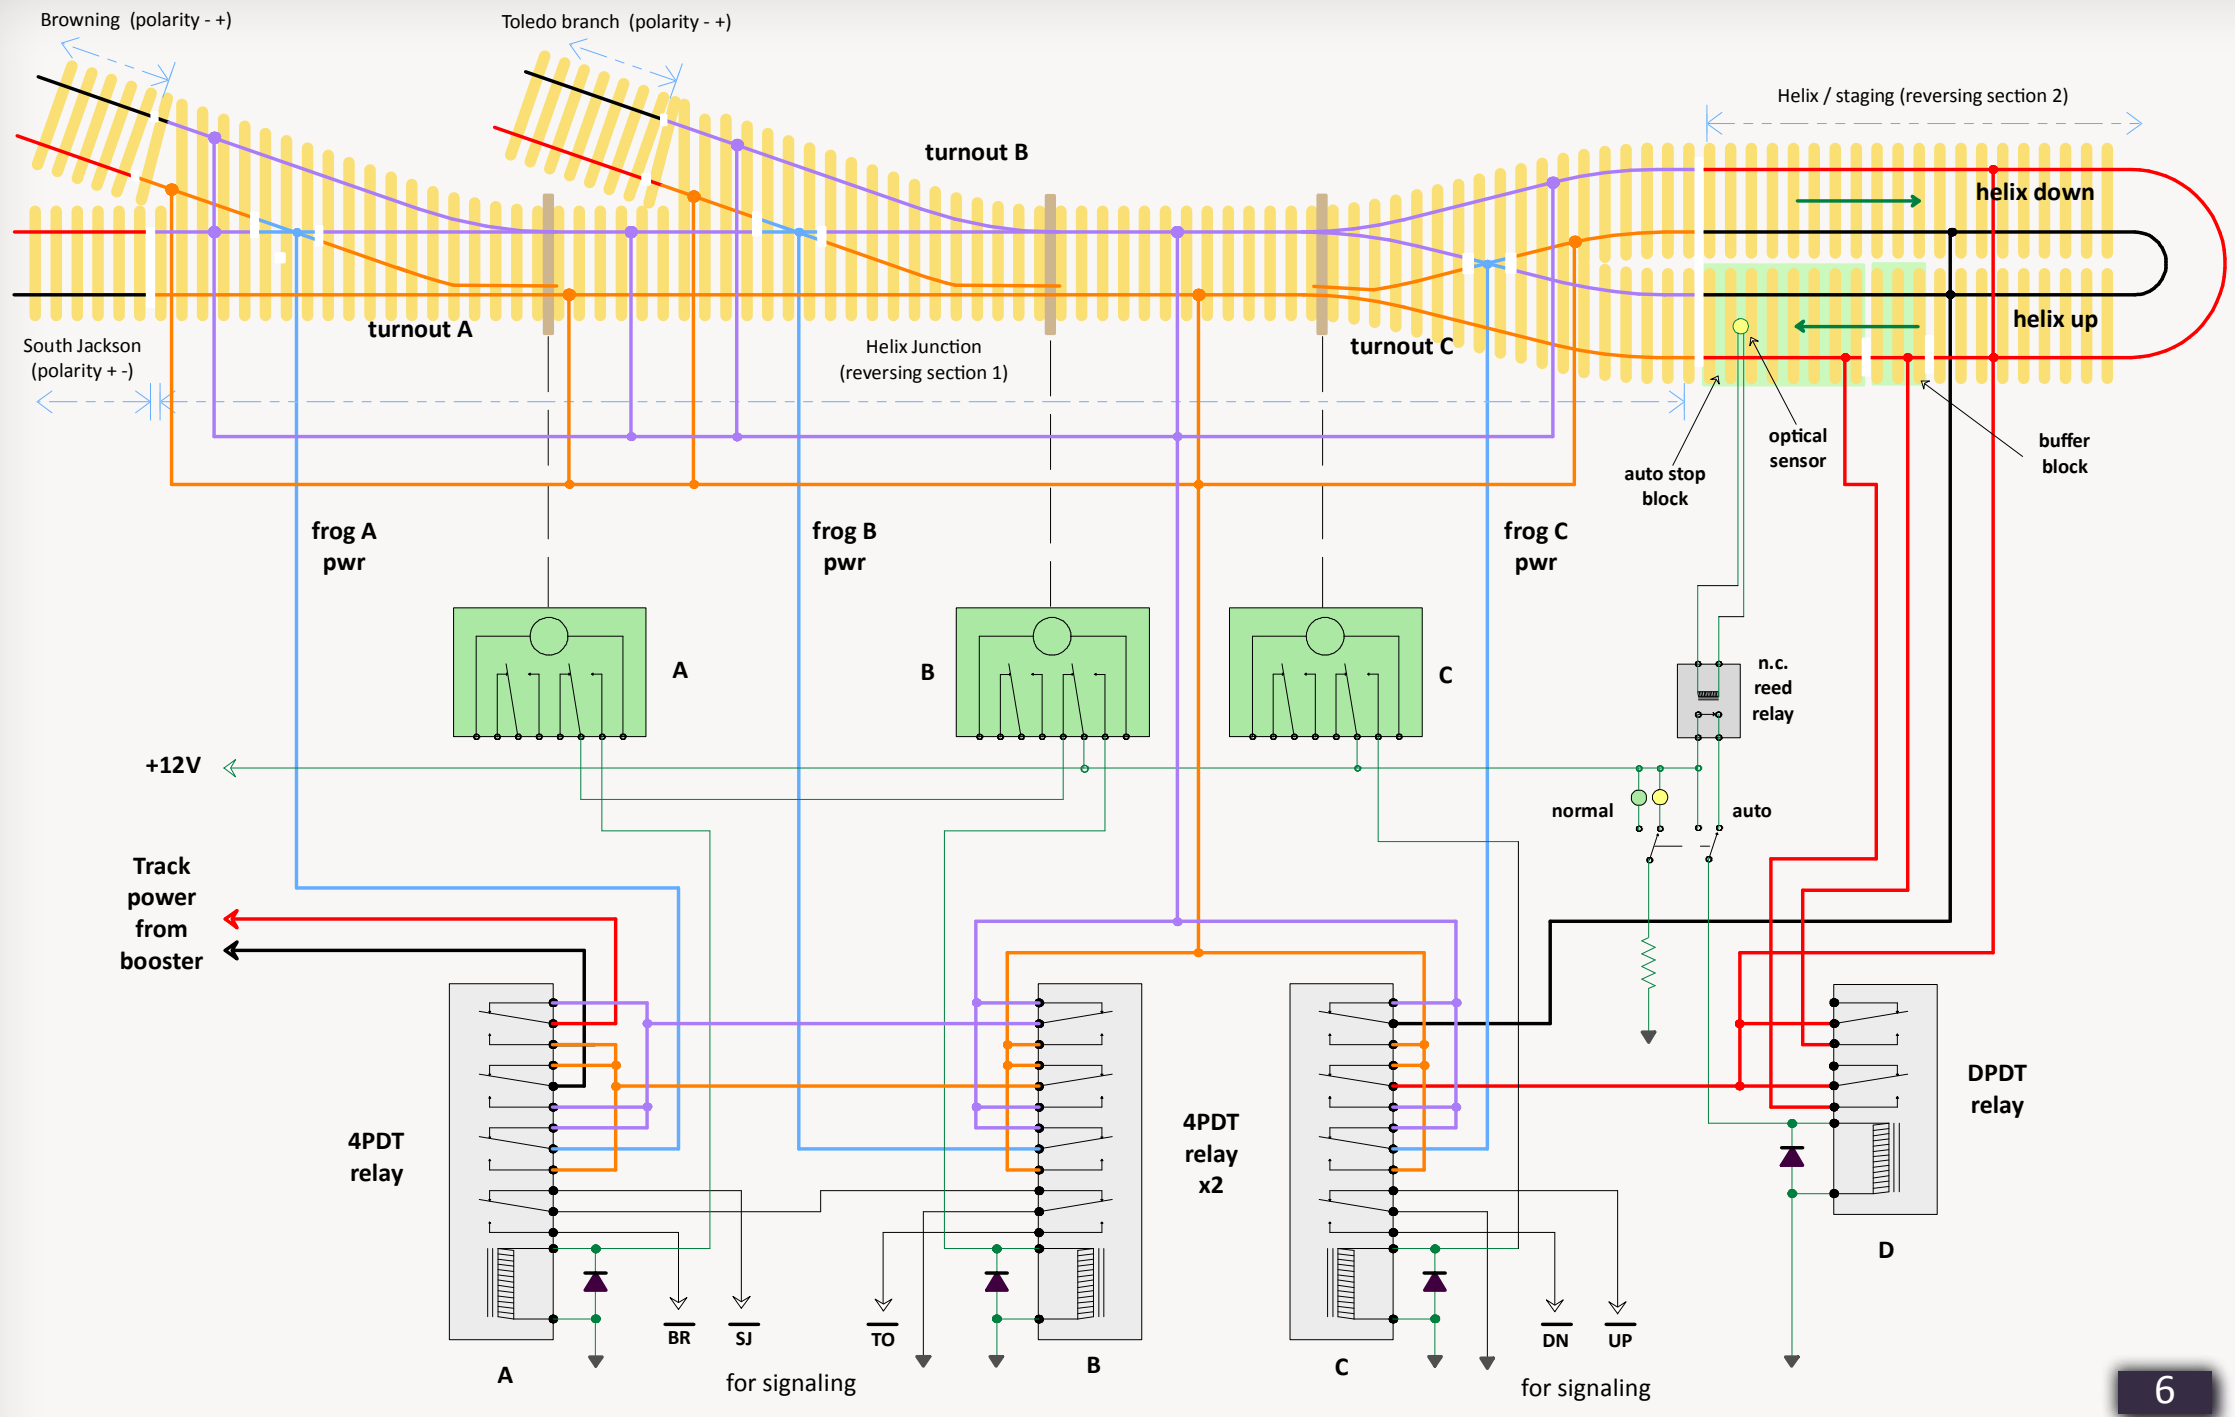 Browning (polarity - +)
Toledo branch (polarity - +)
Helix / staging (reversing section 2)
turnout B
helix down
helix up
turnout A
turnout C
South Jackson
(polarity + -)
Helix Junction
(reversing section 1)
optical
sensor
buffer
block
auto stop
block
frog A
pwr
frog B
pwr
frog C
pwr
A
B
C
n.c.
reed
relay
+12V
normal
auto
Track
power
from
booster
4PDT
relay
4PDT
relay
x2
DPDT
relay
D
BR
SJ
TO
DN
UP
A
B
C
for signaling
for signaling
6